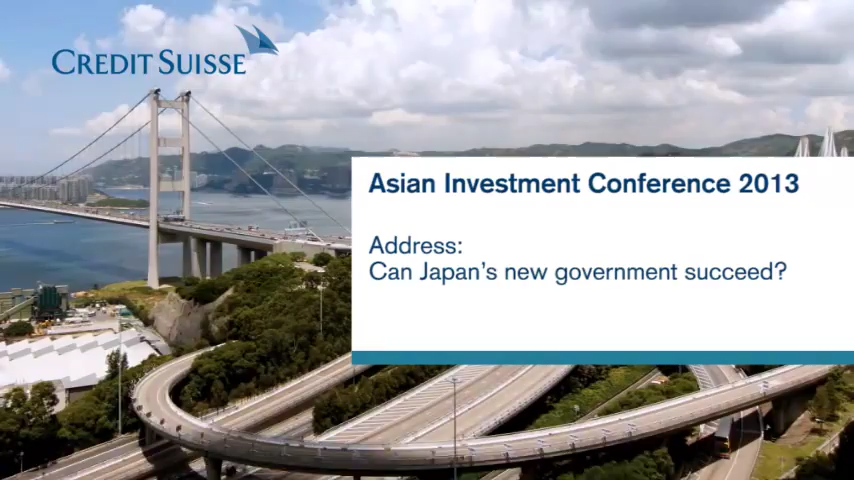 CREDIT SUISSE
Asian Investment Conference 2013
Address:
Can Japan's new government succeed?